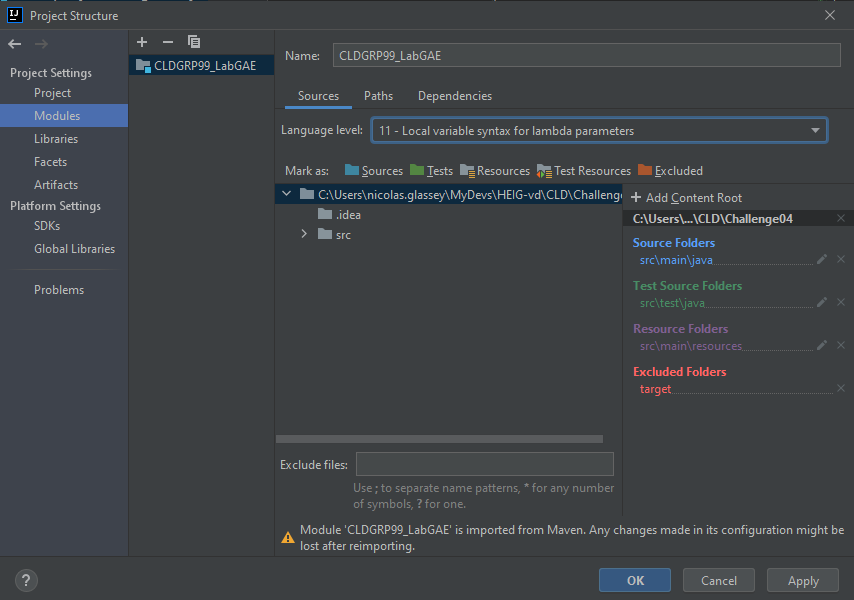 IJ
Project Structure
Project Settings
Project
Modules
Libraries
Facets
Artifacts
Platform Settings
SDKs
Global Libraries
Problems
CLDGRP99_LabGAE
Name:
CLDGRP99_LabGAE
Sources Paths Dependencies
Language level:
11 - Local variable syntax for lambda parameters
Mark as: Sources Tests Resources Test Resources Excluded
C:\Users\nicolas.glassey\MyDevs\HEIG-vd\CLD\Challenge
.idea
src
Add Content Root
C:\Users\...\CLD\Challenge04
Source Folders
src\main\java
Test Source Folders
src\test\java
Resource Folders
src\main\resources
Excluded Folders
target
Exclude files:
Use ; to separate name patterns, * for any number
of symbols, ? for one.
Module 'CLDGRP99_LabGAE' is imported from Maven. Any changes made in its configuration might be
lost after reimporting.
?
OK Cancel Apply